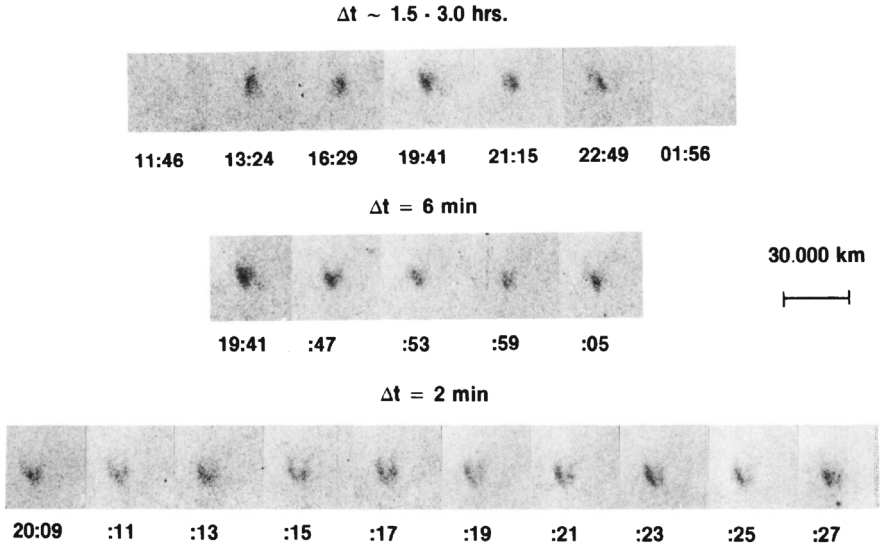 Δt ~ 1.5 - 3.0 hrs.
11:46 13:24 16:29 19:41 21:15 22:49 01:56
Δt = 6 min
30.000 km
19:41 :47 :53 :59 :05
Δt = 2 min
20:09 :11 :13 :15 :17 :19 :21 :23 :25 :27